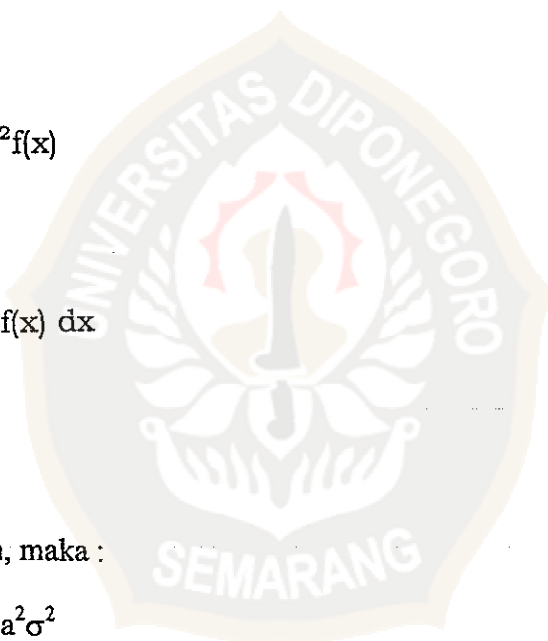 ²f(x)
UNIVERSITAS DIPONEGORO
f(x) dx
, maka :
SEMARANG
a²σ²